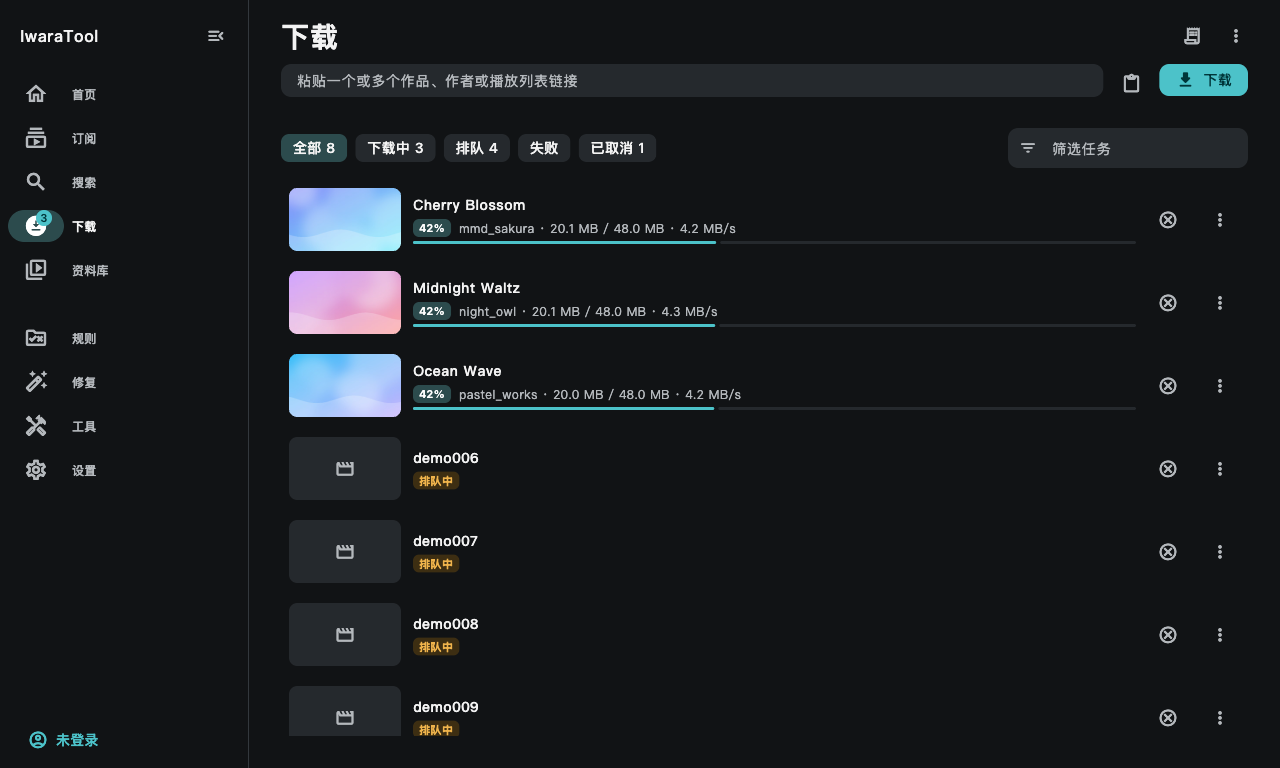 IwaraTool
首页
订阅
搜索
3
下载
资料库
规则
修复
工具
设置
未登录
下载
粘贴一个或多个作品、作者或播放列表链接
下载
全部 8
下载中 3
排队 4
失败
已取消 1
筛选任务
Cherry Blossom
42% mmd_sakura · 20.1 MB / 48.0 MB · 4.2 MB/s
Midnight Waltz
42% night_owl · 20.1 MB / 48.0 MB · 4.3 MB/s
Ocean Wave
42% pastel_works · 20.0 MB / 48.0 MB · 4.2 MB/s
demo006
排队中
demo007
排队中
demo008
排队中
demo009
排队中